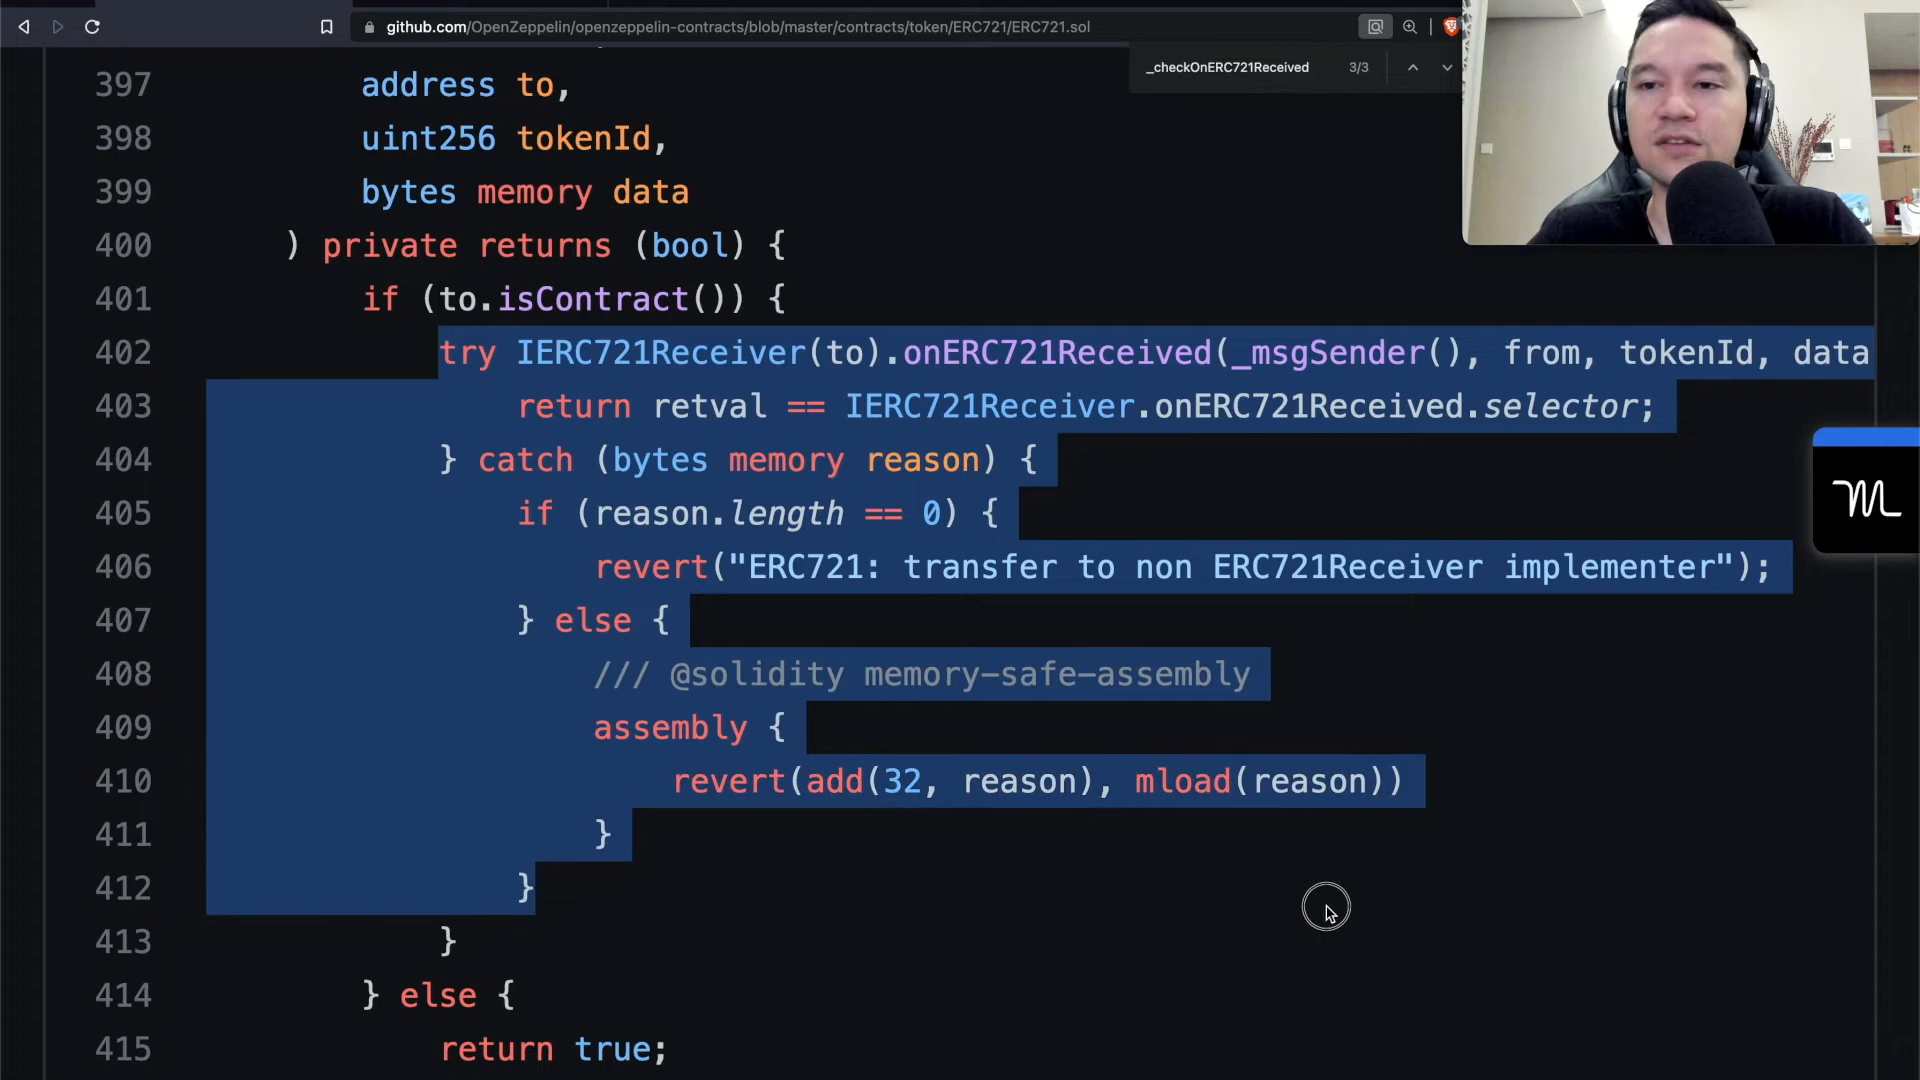 github.com/OpenZeppelin/openzeppelin-contracts/blob/master/contracts/token/ERC721/ERC721.sol
_checkOnERC721Received 3/3
397 address to,
398 uint256 tokenId,
399 bytes memory data
400 ) private returns (bool) {
401 if (to.isContract()) {
402 try IERC721Receiver(to).onERC721Received(_msgSender(), from, tokenId, data
403 return retval == IERC721Receiver.onERC721Received.selector;
404 } catch (bytes memory reason) {
405 if (reason.length == 0) {
406 revert("ERC721: transfer to non ERC721Receiver implementer");
407 } else {
408 /// @solidity memory-safe-assembly
409 assembly {
410 revert(add(32, reason), mload(reason))
411 }
412 }
413 }
414 } else {
415 return true;